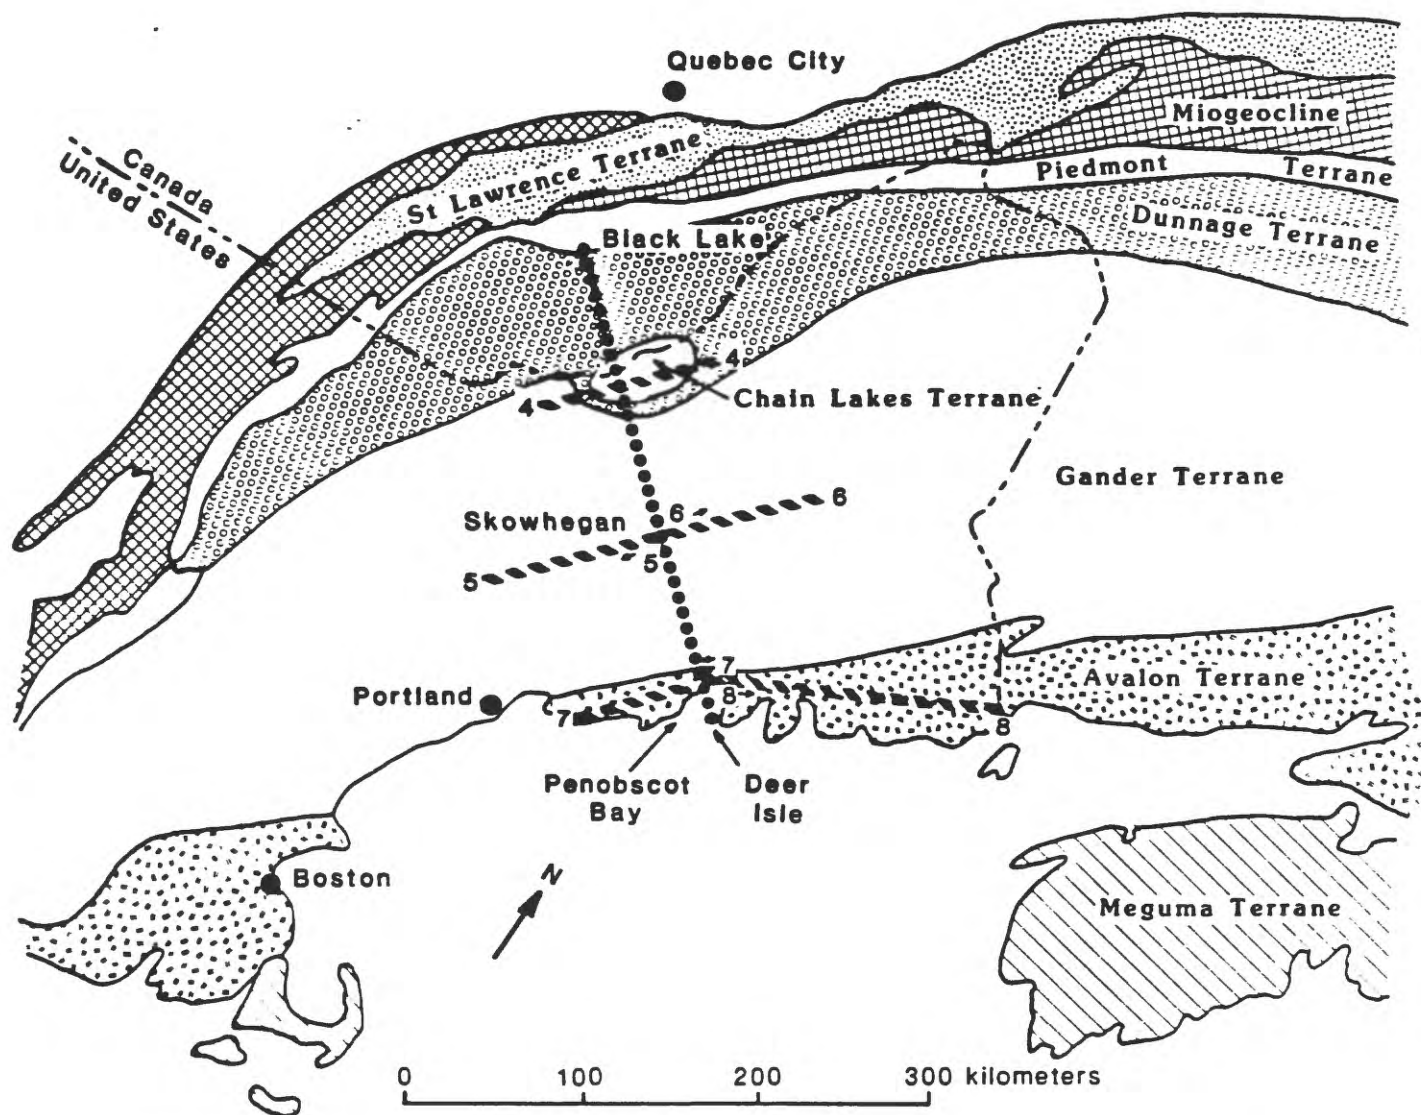 Quebec City
Miogeocline
Canada
United States
St Lawrence Terrane
Piedmont Terrane
Dunnage Terrane
Black Lake
4
4
Chain Lakes Terrane
Gander Terrane
6
6
Skowhegan
5
5
7
Portland
8
Avalon Terrane
7
8
Penobscot
Bay
Deer
Isle
Boston
N
Meguma Terrane
0 100 200 300 kilometers